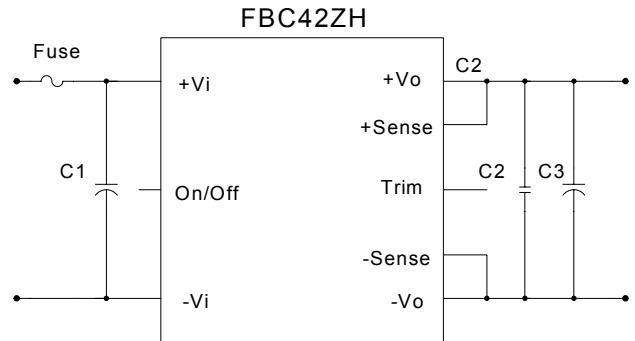 FBC42ZH
Fuse
+Vi
+Vo
C2
+Sense
C1
On/Off
Trim
C2
C3
-Sense
-Vi
-Vo